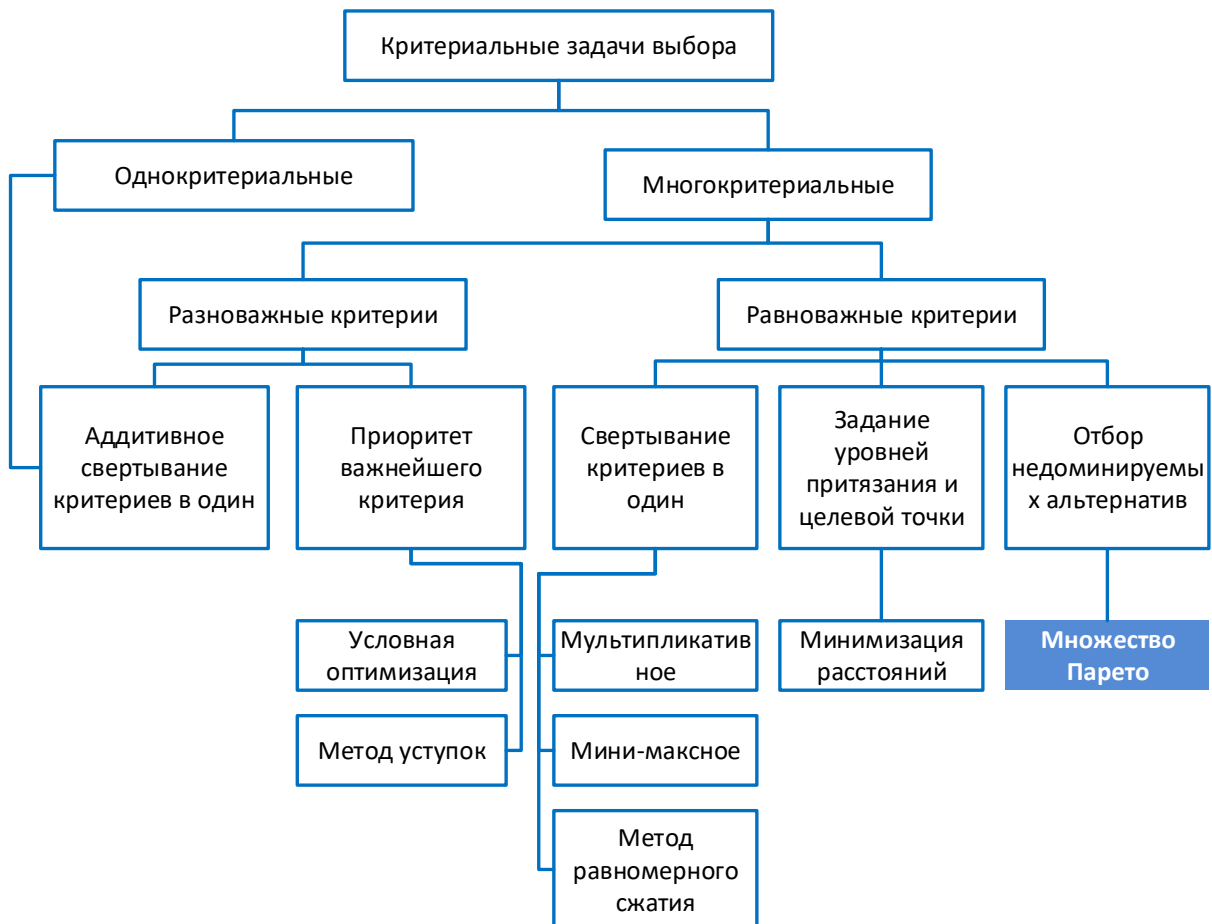 Критериальные задачи выбора
Однокритериальные
Многокритериальные
Разноважные критерии
Равноважные критерии
Аддитивное
свертывание
критериев в один
Приоритет
важнейшего
критерия
Свертывание
критериев в
один
Задание
уровней
притязания и
целевой точки
Отбор
недоминируемы
х альтернатив
Условная
оптимизация
Мультипликатив
ное
Минимизация
расстояний
Множество
Парето
Метод уступок
Мини-максное
Метод
равномерного
сжатия